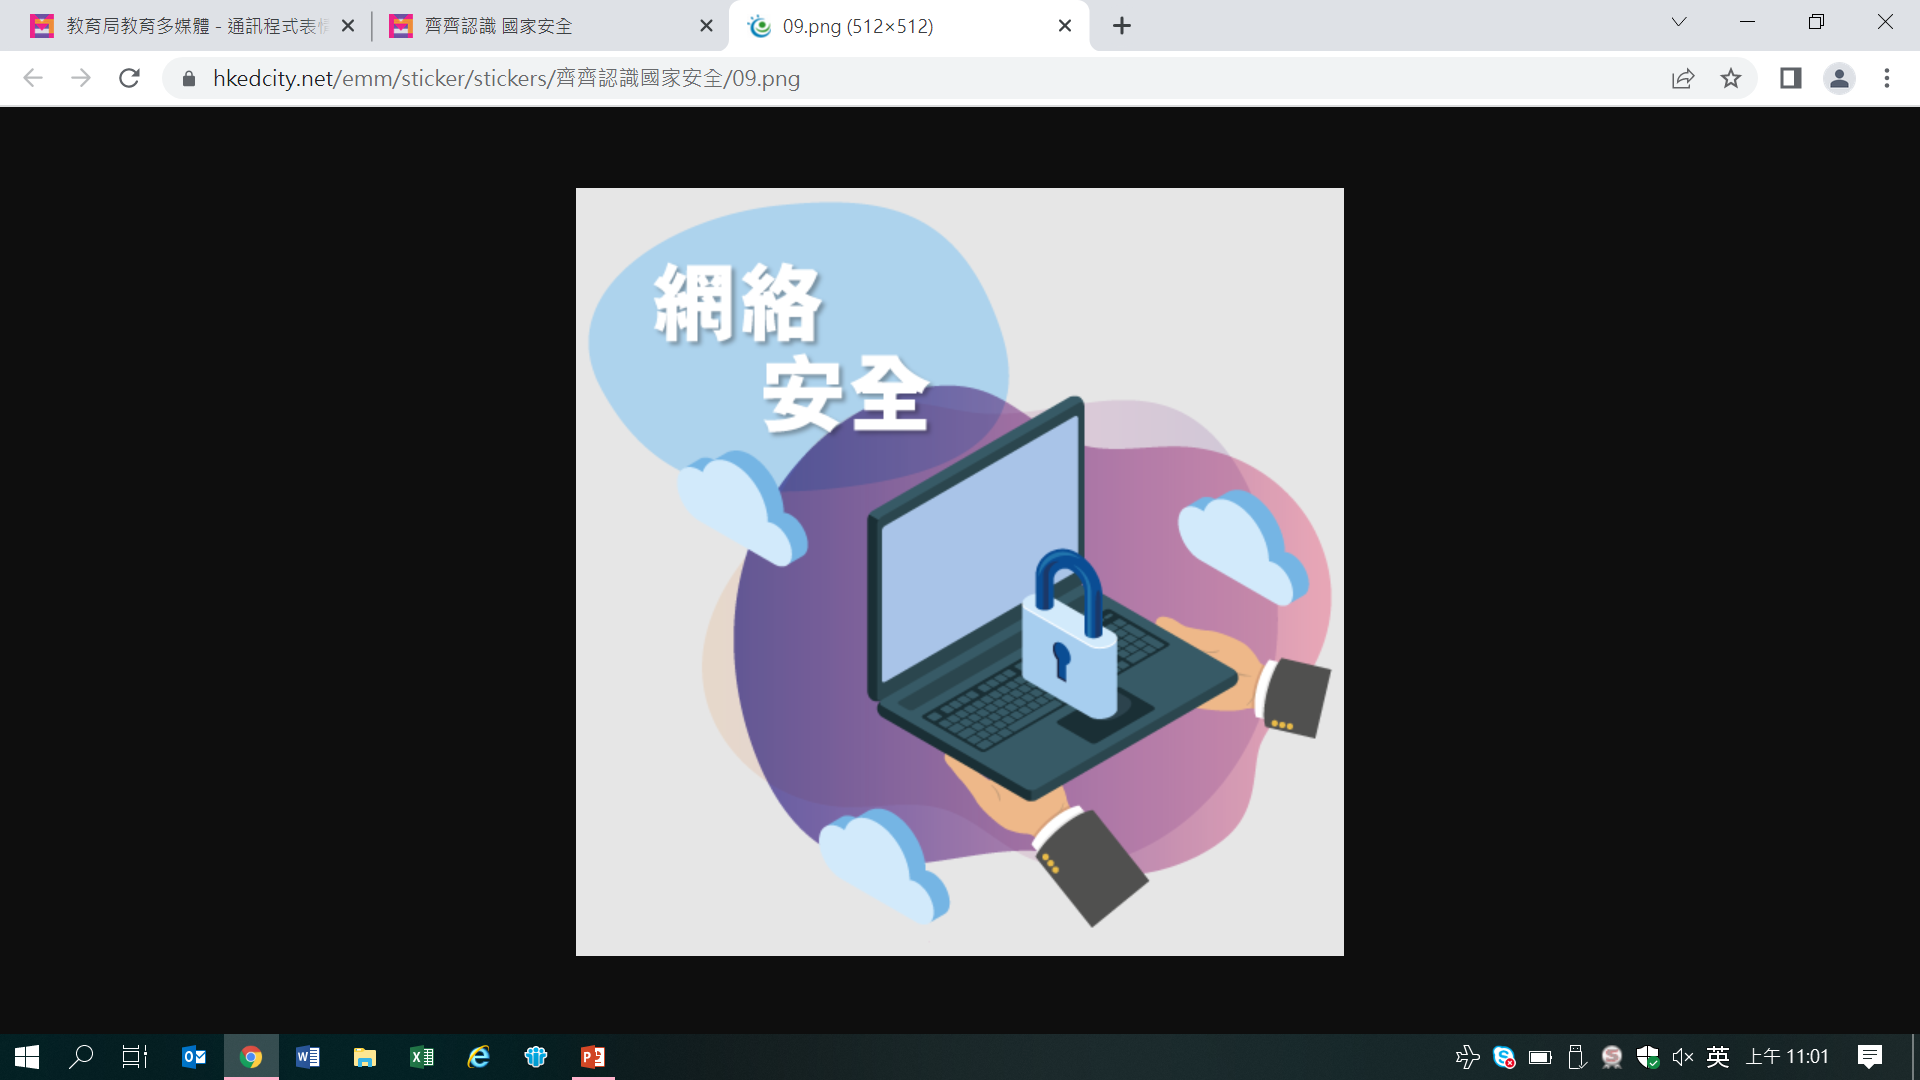 教育局教育多媒體 - 通訊程式表情
齊齊認識 國家安全
09.png (512×512)
hkedcity.net/emm/sticker/stickers/齊齊認識國家安全/09.png
網絡
安全
英
上午 11:01